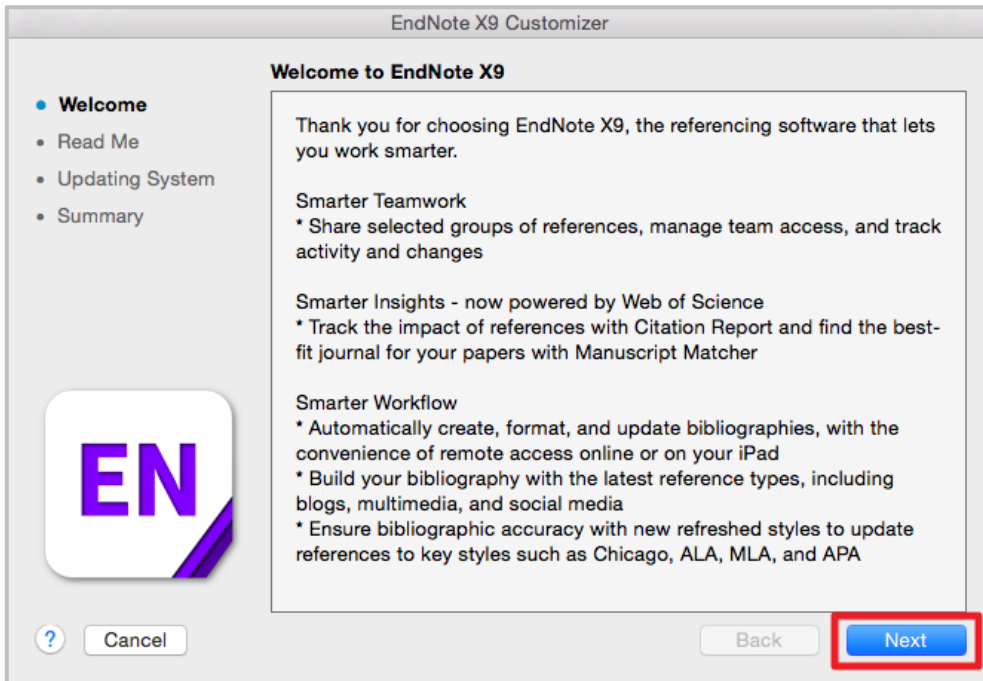 EndNote X9 Customizer
Welcome to EndNote X9
• Welcome
• Read Me
• Updating System
• Summary
Thank you for choosing EndNote X9, the referencing software that lets
you work smarter.
Smarter Teamwork
* Share selected groups of references, manage team access, and track
activity and changes
Smarter Insights - now powered by Web of Science
* Track the impact of references with Citation Report and find the best-
fit journal for your papers with Manuscript Matcher
Smarter Workflow
* Automatically create, format, and update bibliographies, with the
convenience of remote access online or on your iPad
* Build your bibliography with the latest reference types, including
blogs, multimedia, and social media
* Ensure bibliographic accuracy with new refreshed styles to update
references to key styles such as Chicago, ALA, MLA, and APA
EN
? Cancel Back Next